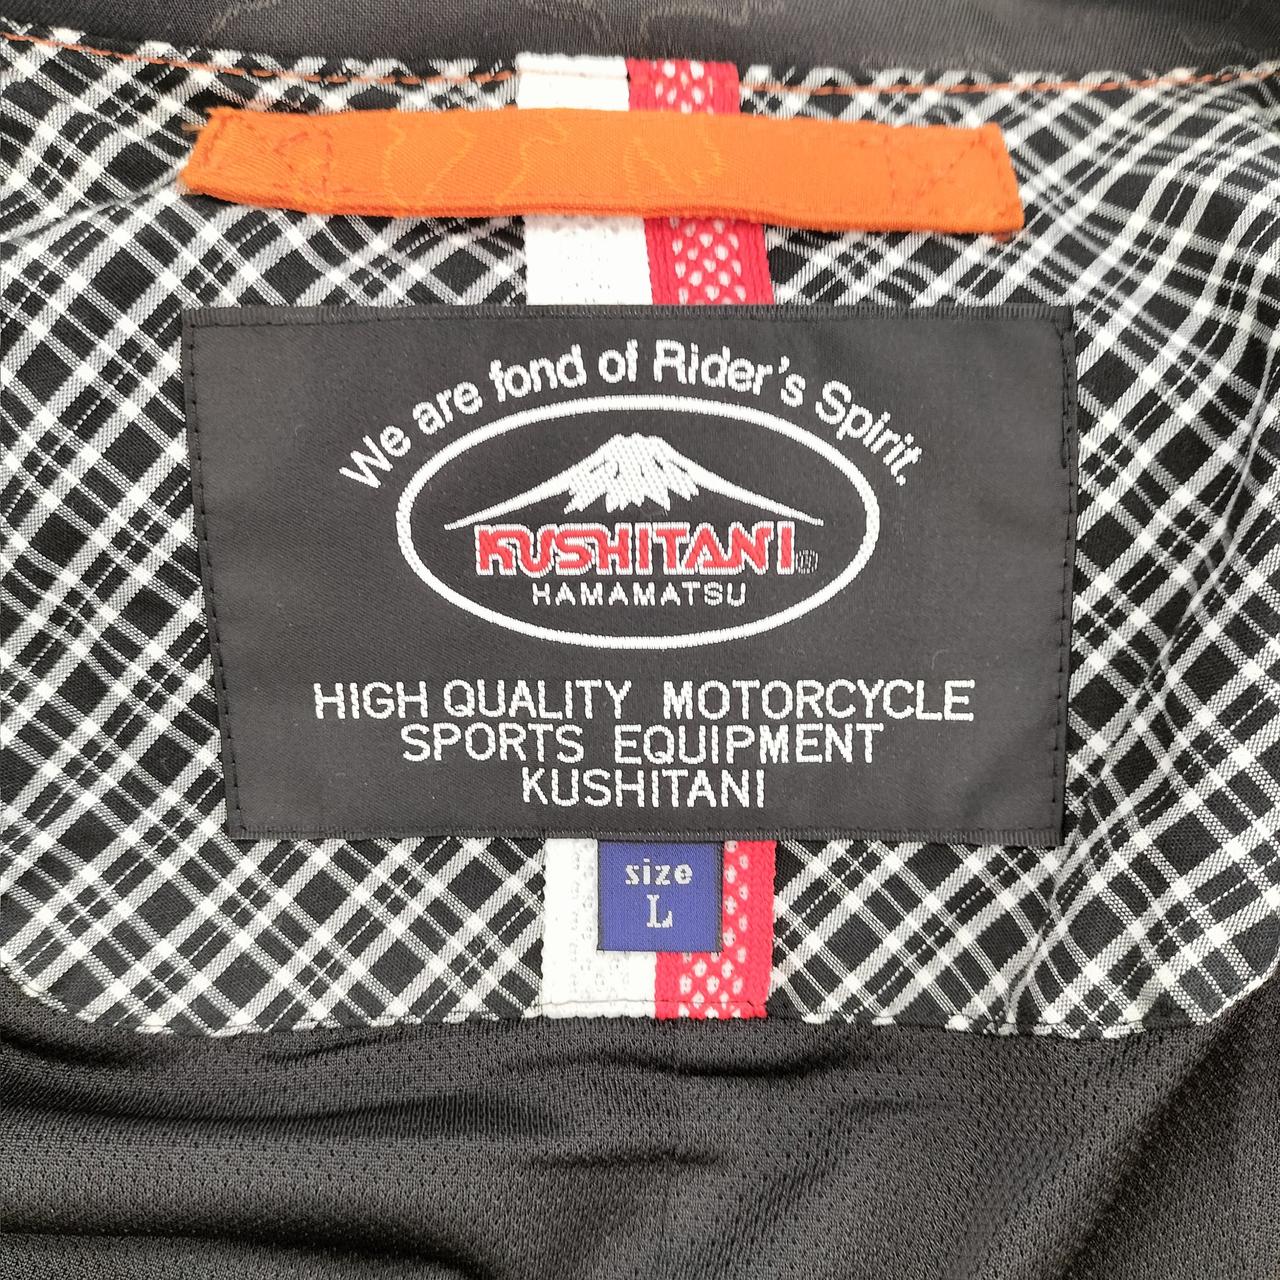 We are fond of Rider's Spirit.
KUSHITANI®
HAMAMATSU
HIGH QUALITY MOTORCYCLE
SPORTS EQUIPMENT
KUSHITANI
size
L